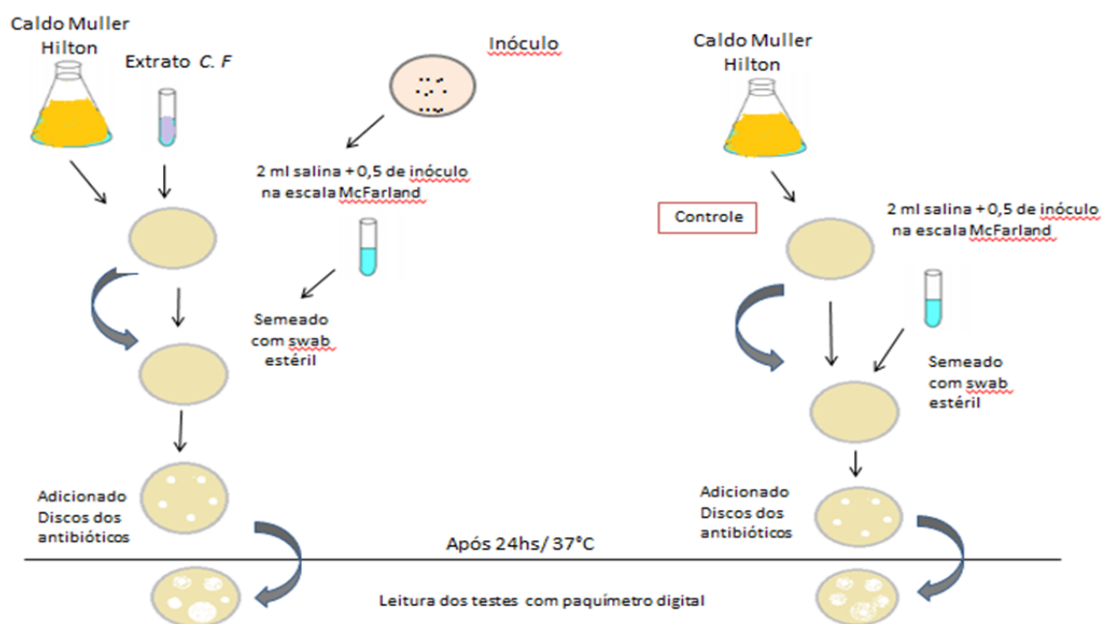 Caldo Muller
Hilton
Extrato C. F
Inóculo
2 ml salina + 0,5 de inóculo
na escala McFarland
Semeado
com swab
estéril
Adicionado
Discos dos
antibióticos
Caldo Muller
Hilton
Controle
2 ml salina + 0,5 de inóculo
na escala McFarland
Semeado
com swab
estéril
Adicionado
Discos dos
antibióticos
Após 24hs/ 37°C
Leitura dos testes com paquímetro digital